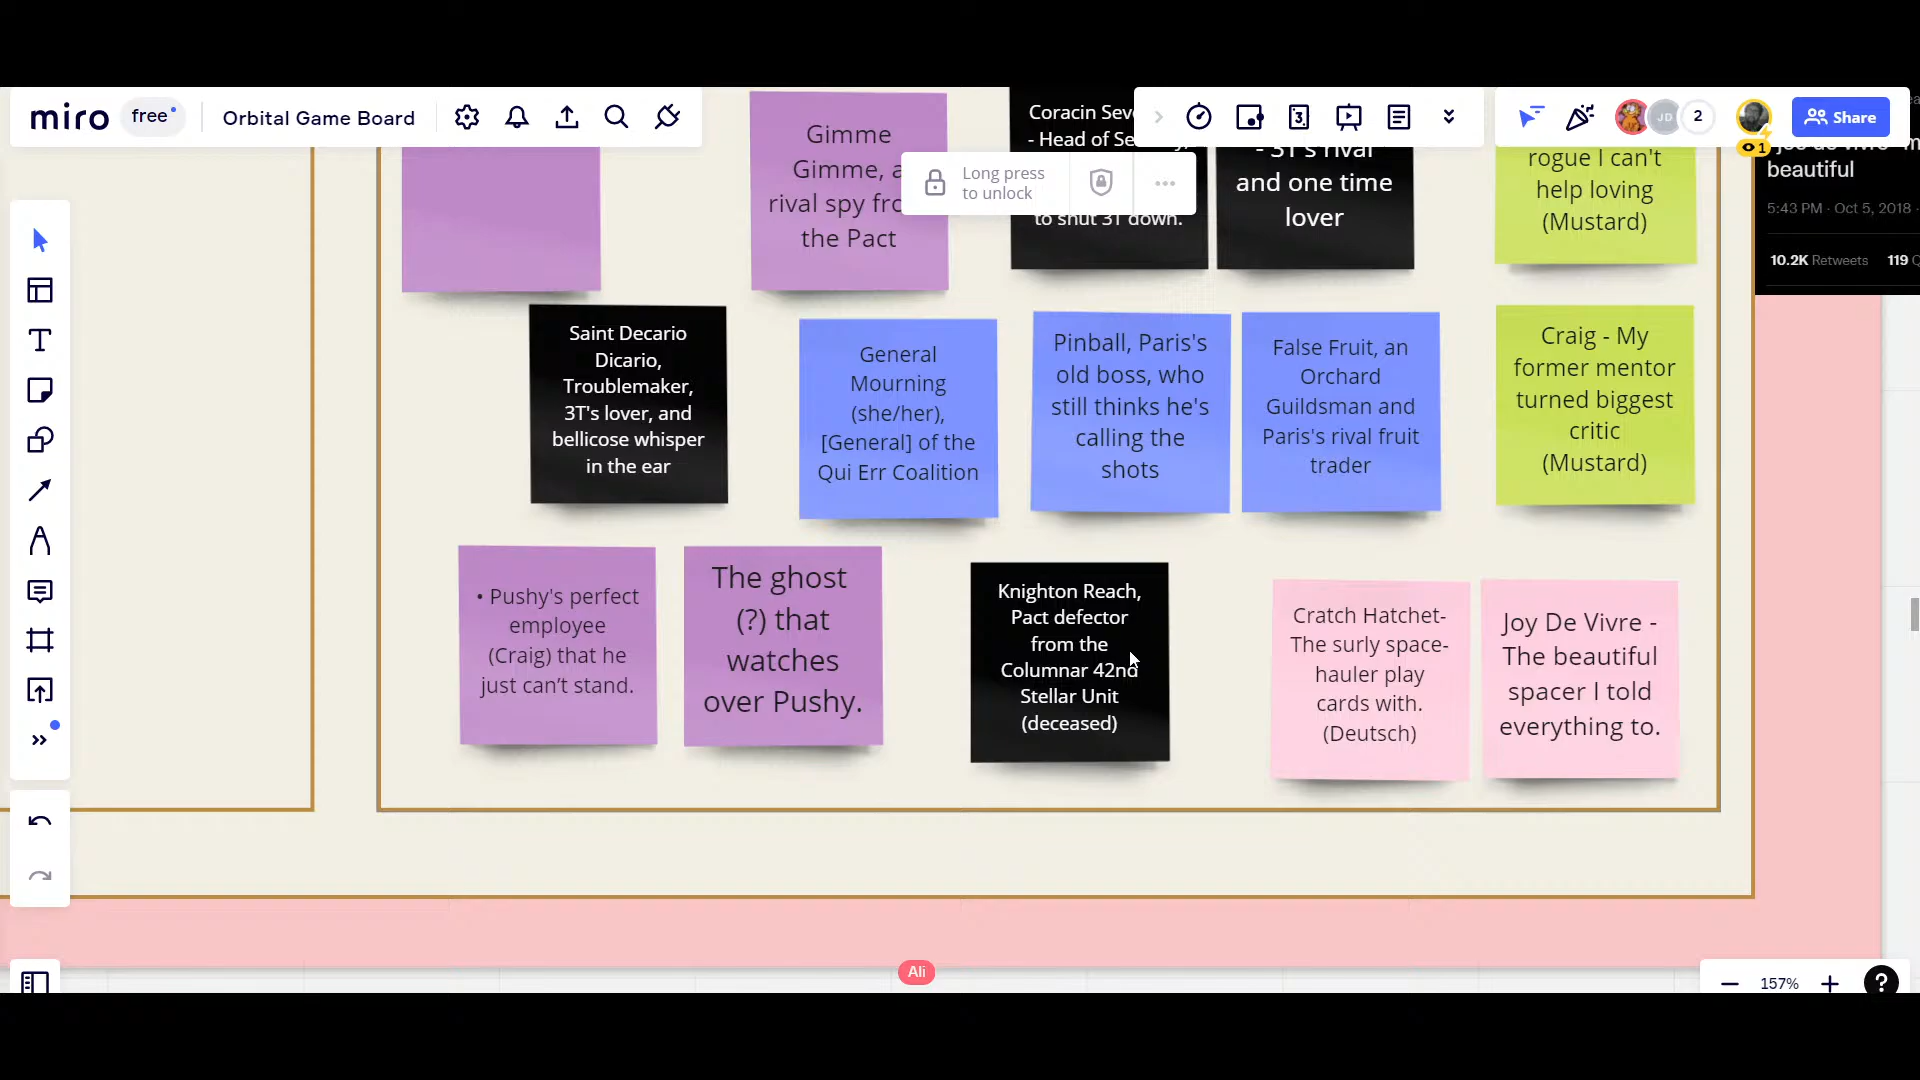 miro
free
Orbital Game Board
3
JD
2
Share
1
Gimme
Gimme, a
rival spy
the Pact
Coracin
- Head of
to shut 3T down.
- 3T's rival
and one time
lover
Long press
to unlock
rogue I can't
help loving
(Mustard)
beautiful
5:43 PM · Oct 5, 2018
10.2K Retweets 119
Saint Decario
Dicario,
Troublemaker,
3T's lover, and
bellicose whisper
in the ear
General
Mourning
(she/her),
[General] of the
Qui Err Coalition
Pinball, Paris's
old boss, who
still thinks he's
calling the
shots
False Fruit, an
Orchard
Guildsman and
Paris's rival fruit
trader
Craig - My
former mentor
turned biggest
critic
(Mustard)
• Pushy's perfect
employee
(Craig) that he
just can't stand.
The ghost
(?) that
watches
over Pushy.
Knighton Reach,
Pact defector
from the
Columnar 42nd
Stellar Unit
(deceased)
Cratch Hatchet-
The surly space-
hauler play
cards with.
(Deutsch)
Joy De Vivre -
The beautiful
spacer I told
everything to.
Ali
157%
?